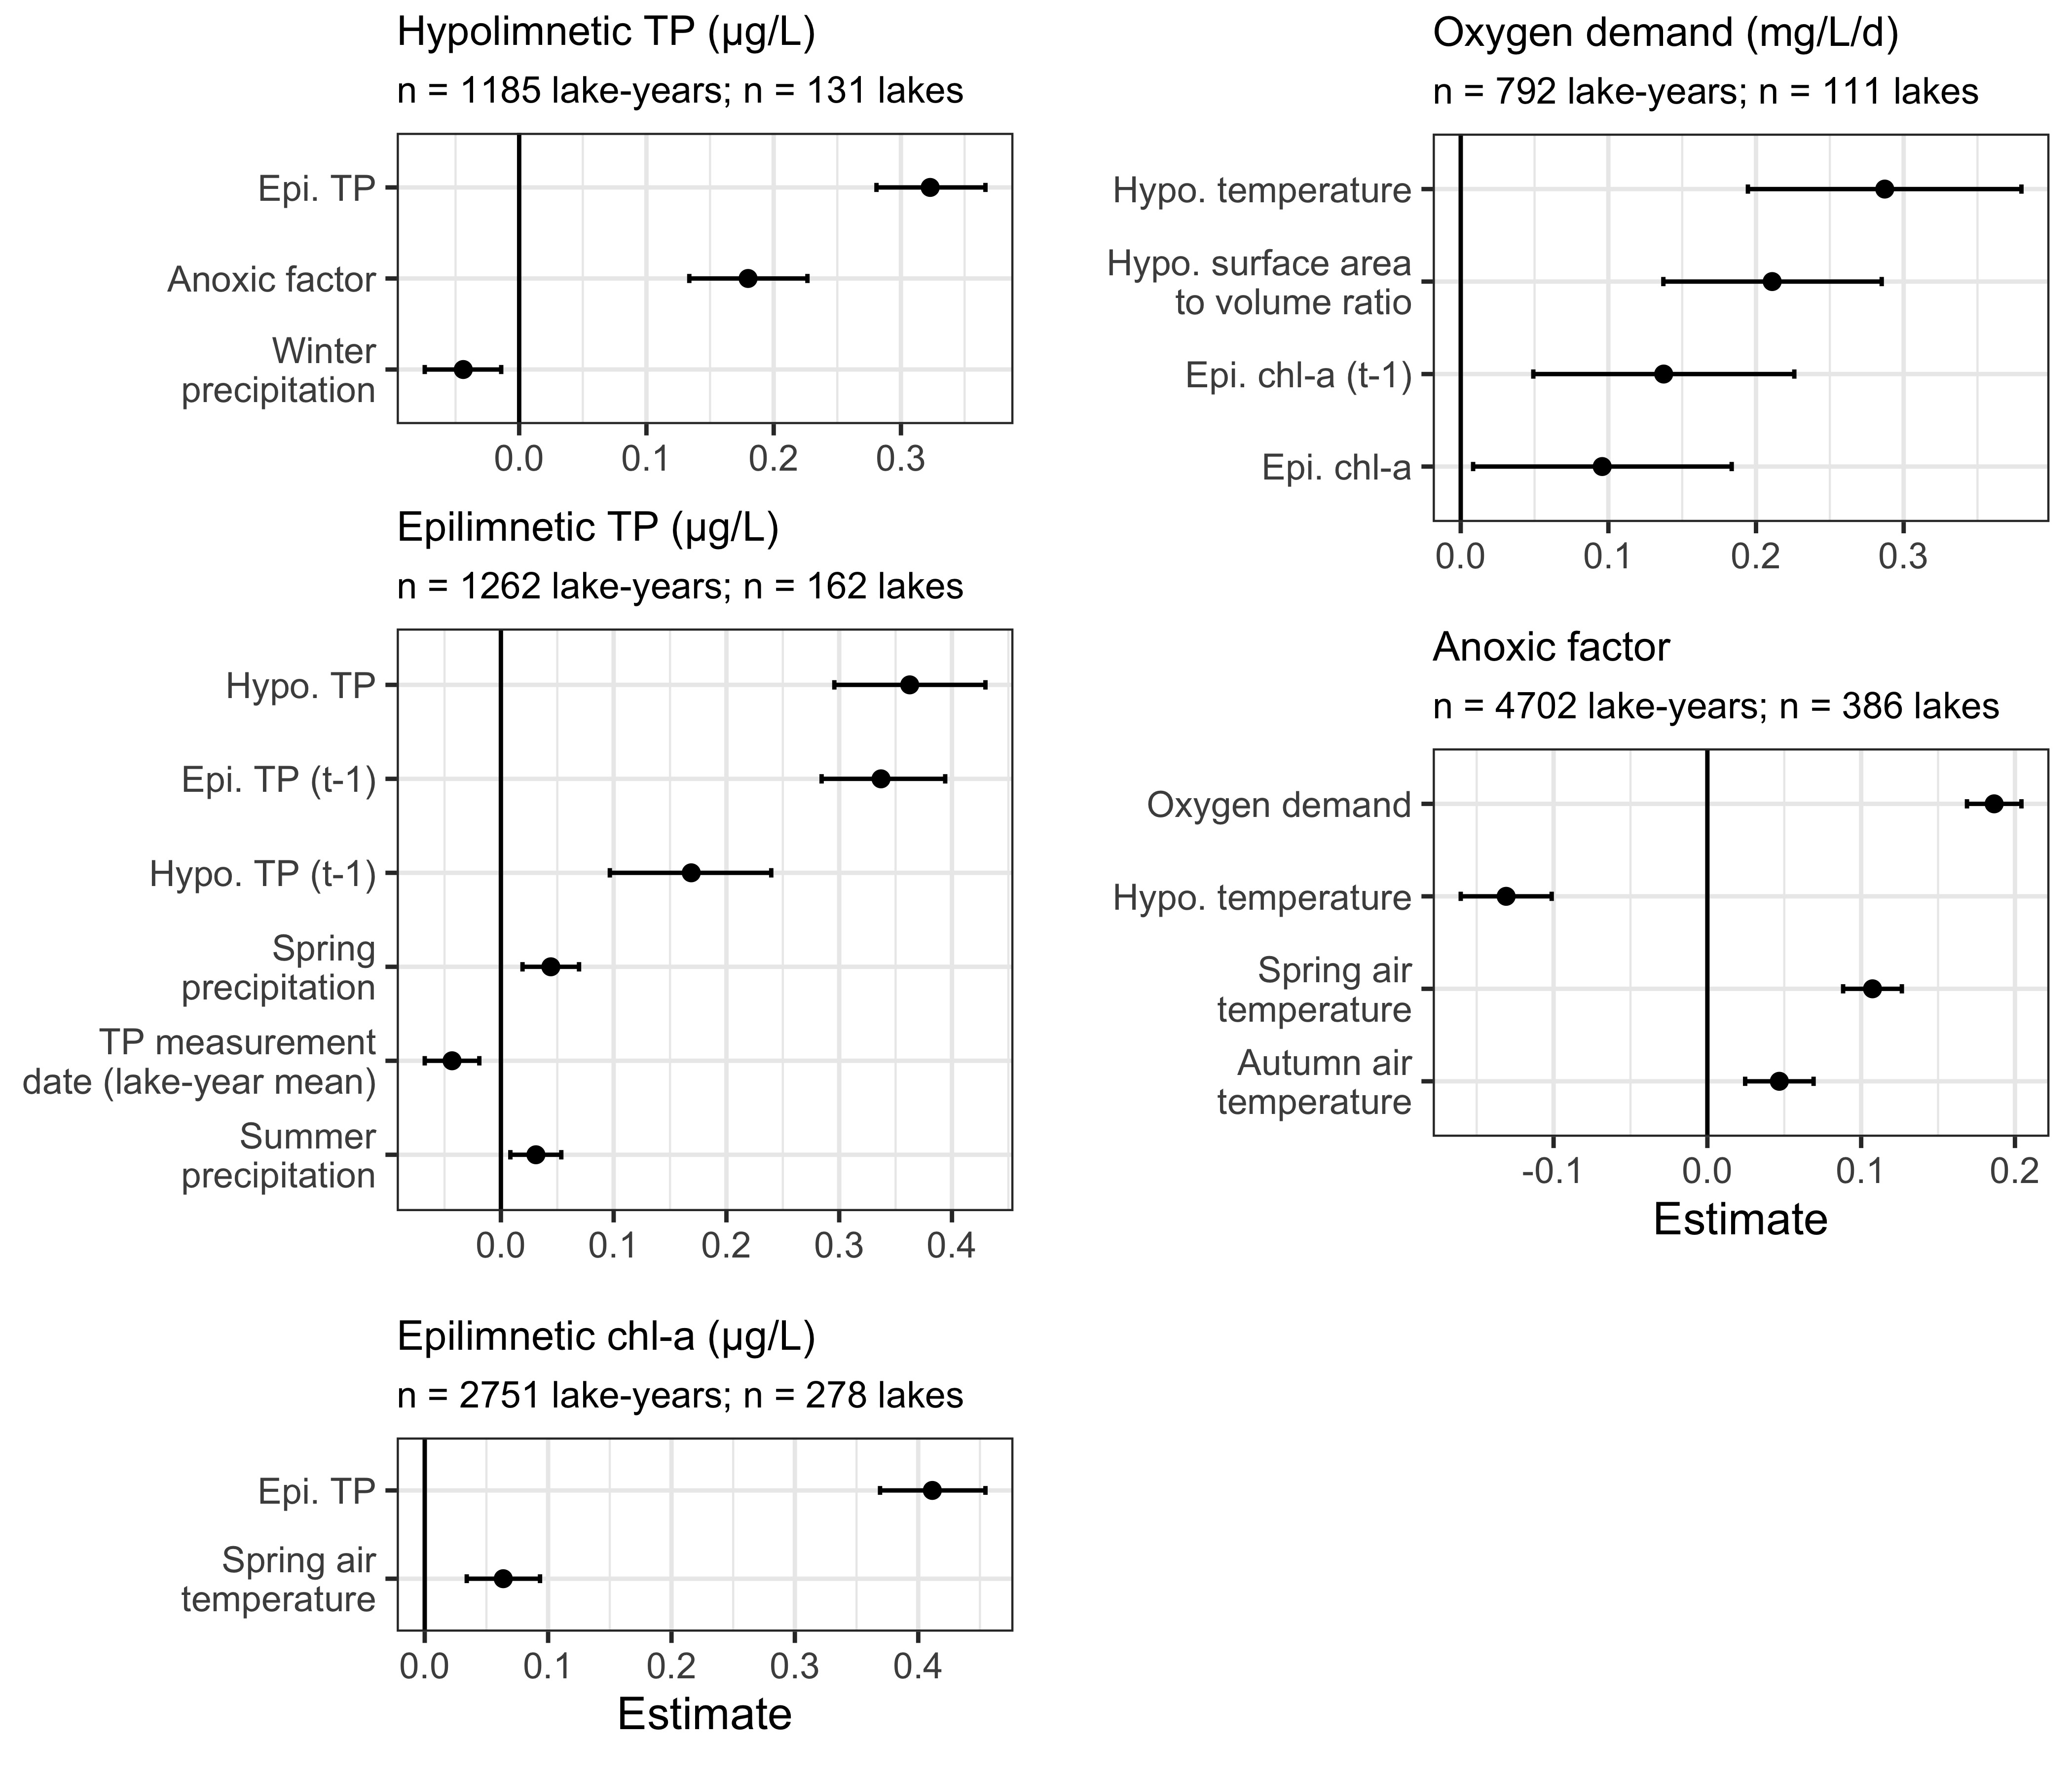 Hypolimnetic TP (µg/L)
n = 1185 lake-years; n = 131 lakes
Epi. TP
Anoxic factor
Winter
precipitation
0.0 0.1 0.2 0.3
Epilimnetic TP (µg/L)
n = 1262 lake-years; n = 162 lakes
Hypo. TP
Epi. TP (t-1)
Hypo. TP (t-1)
Spring
precipitation
TP measurement
date (lake-year mean)
Summer
precipitation
0.0 0.1 0.2 0.3 0.4
Epilimnetic chl-a (µg/L)
n = 2751 lake-years; n = 278 lakes
Epi. TP
Spring air
temperature
0.0 0.1 0.2 0.3 0.4
Estimate
Oxygen demand (mg/L/d)
n = 792 lake-years; n = 111 lakes
Hypo. temperature
Hypo. surface area
to volume ratio
Epi. chl-a (t-1)
Epi. chl-a
0.0 0.1 0.2 0.3
Anoxic factor
n = 4702 lake-years; n = 386 lakes
Oxygen demand
Hypo. temperature
Spring air
temperature
Autumn air
temperature
-0.1 0.0 0.1 0.2
Estimate